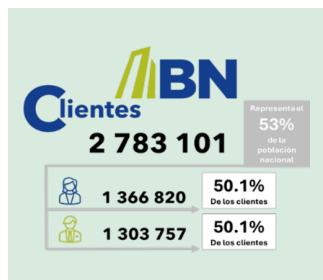 BN
Clientes
2 783 101
Representa el
53%
de la
población
nacional
1 366 820
50.1%
De los clientes
1 303 757
50.1%
De los clientes